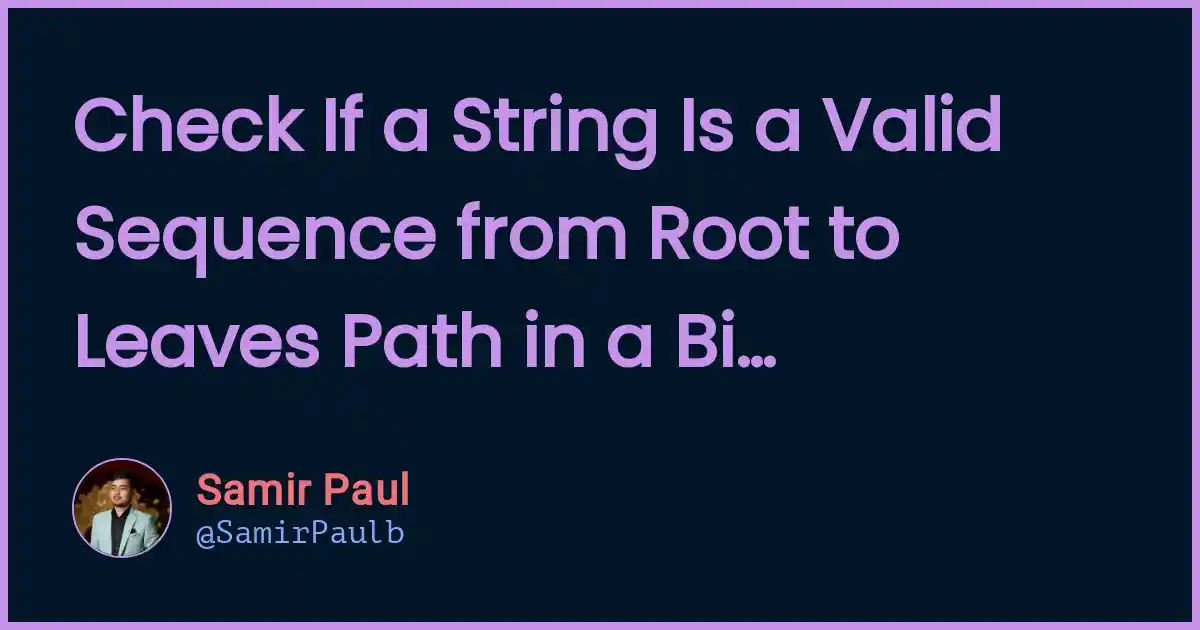 Check If a String Is a Valid
Sequence from Root to
Leaves Path in a Bi...
Samir Paul
@SamirPaulb